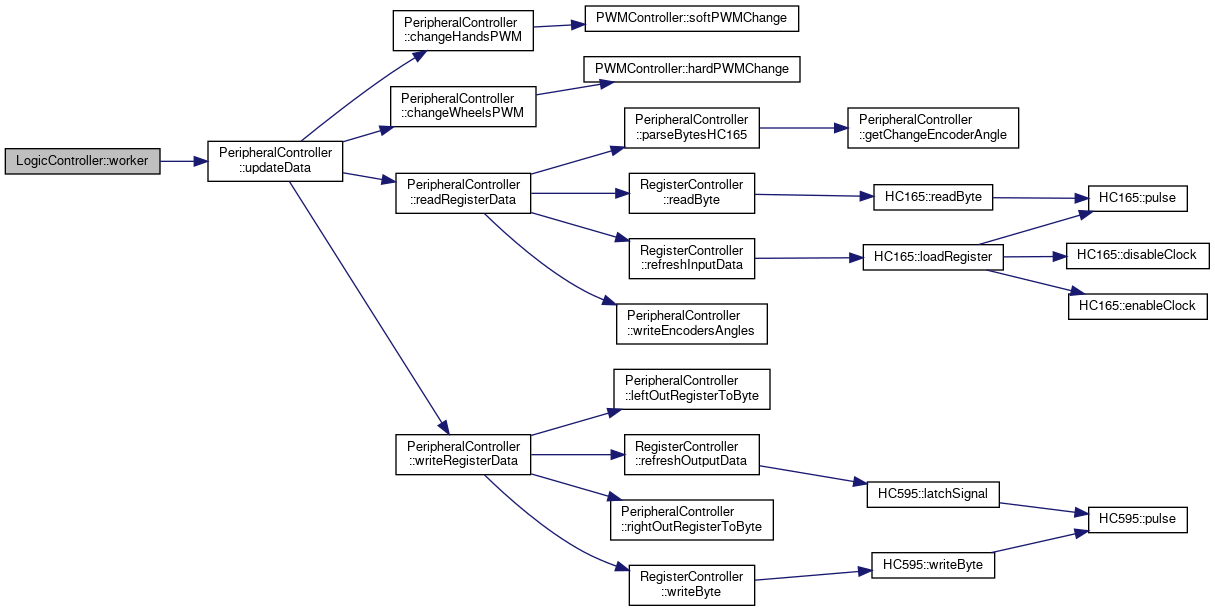 PeripheralController
::changeHandsPWM
PWMController::softPWMChange
PWMController::hardPWMChange
PeripheralController
::changeWheelsPWM
PeripheralController
::parseBytesHC165
PeripheralController
::getChangeEncoderAngle
LogicController::worker
PeripheralController
::updateData
PeripheralController
::readRegisterData
RegisterController
::readByte
HC165::readByte
HC165::pulse
RegisterController
::refreshInputData
HC165::loadRegister
HC165::disableClock
HC165::enableClock
PeripheralController
::writeEncodersAngles
PeripheralController
::leftOutRegisterToByte
PeripheralController
::writeRegisterData
RegisterController
::refreshOutputData
HC595::latchSignal
PeripheralController
::rightOutRegisterToByte
HC595::pulse
HC595::writeByte
RegisterController
::writeByte